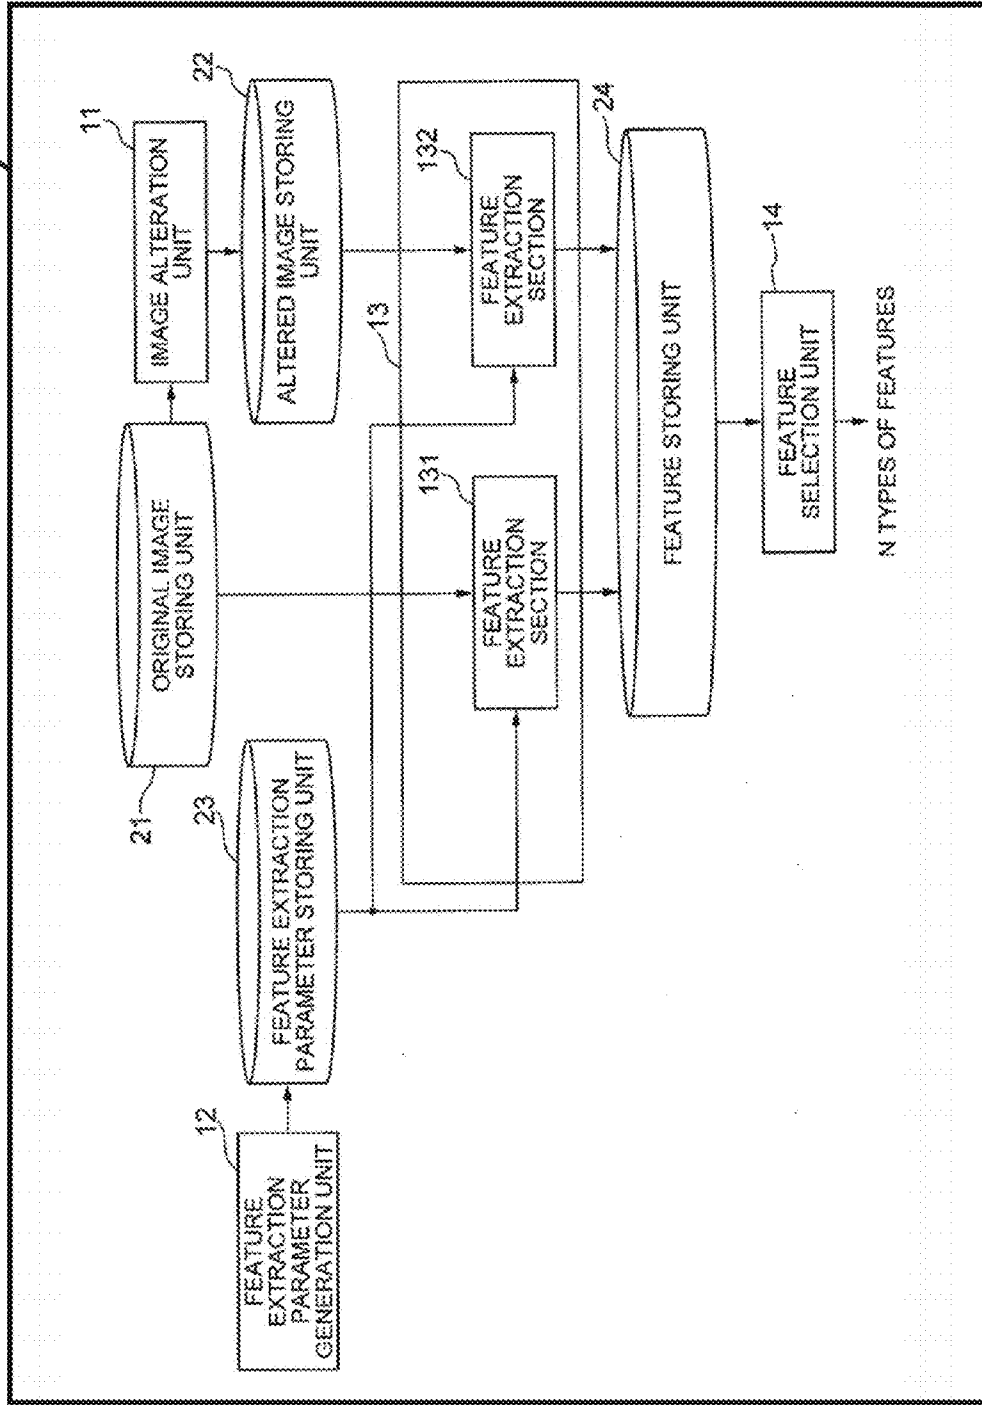 11
IMAGE ALTERATION
UNIT
22
ALTERED IMAGE STORING
UNIT
21
ORIGINAL IMAGE
STORING UNIT
12
FEATURE
EXTRACTION
PARAMETER
GENERATION UNIT
23
FEATURE EXTRACTION
PARAMETER STORING UNIT
13
131
FEATURE
EXTRACTION
SECTION
132
FEATURE
EXTRACTION
SECTION
24
FEATURE STORING UNIT
14
FEATURE
SELECTION UNIT
N TYPES OF FEATURES